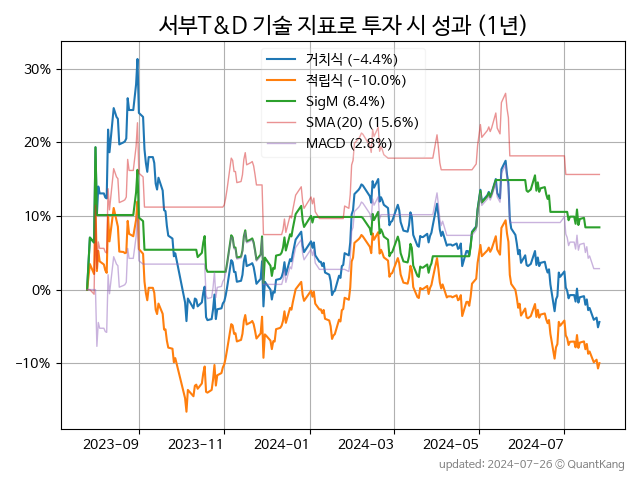 서부T&D 기술 지표로 투자 시 성과 (1년)
거치식 (−4.4%)
적립식 (−10.0%)
SigM (8.4%)
SMA(20) (15.6%)
MACD (2.8%)
30%
20%
10%
0%
−10%
2023−09
2023−11
2024−01
2024−03
2024−05
2024−07
updated: 2024-07-26 © QuantKang